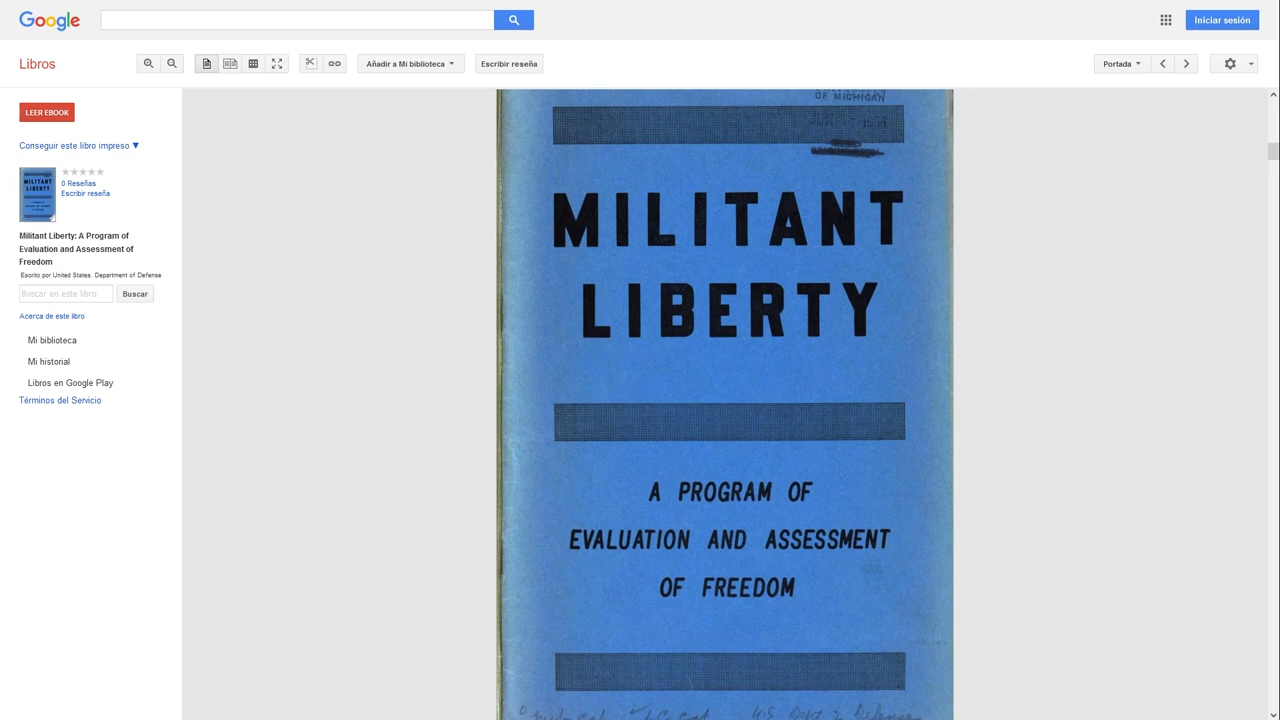 Google
Iniciar sesión
Libros
Añadir a Mi biblioteca
Escribir reseña
Portada
LEER EBOOK
Conseguir este libro impreso
MILITANT
LIBERTY
0 Reseñas
Escribir reseña
Militant Liberty: A Program of
Evaluation and Assessment of
Freedom
Escrito por United States. Department of Defense
Buscar en este libro
Buscar
Acerca de este libro
Mi biblioteca
Mi historial
Libros en Google Play
Términos del Servicio
OF MICHIGAN
MILITANT
LIBERTY
A PROGRAM OF
EVALUATION AND ASSESSMENT
OF FREEDOM